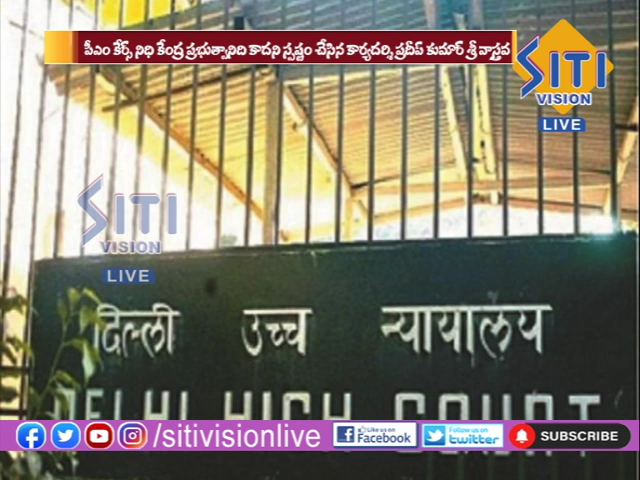 పీఎం కేర్స్ నిధి కేంద్ర ప్రభుత్వానిది కాదని స్పష్టం చేసిన కార్యదర్శి ప్రదీప్ కుమార్ శ్రీ వాస్తవ
SITI
VISION
LIVE
SITI
VISION
LIVE
दिल्ली उच्च न्यायालय
DELHI HIGH COURT
/sitivisionlive
Like us on
Facebook
Follow us on
twitter
SUBSCRIBE